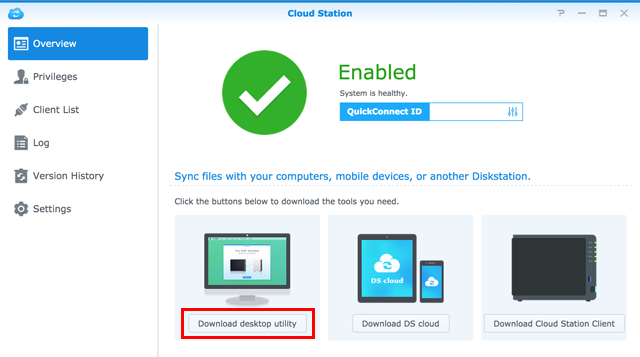 Cloud Station
Overview
Privileges
Client List
Log
Version History
Settings
Enabled
System is healthy.
QuickConnect ID
Sync files with your computers, mobile devices, or another Diskstation.
Click the buttons below to download the tools you need.
DS cloud
Download desktop utility
Download DS cloud
Download Cloud Station Client